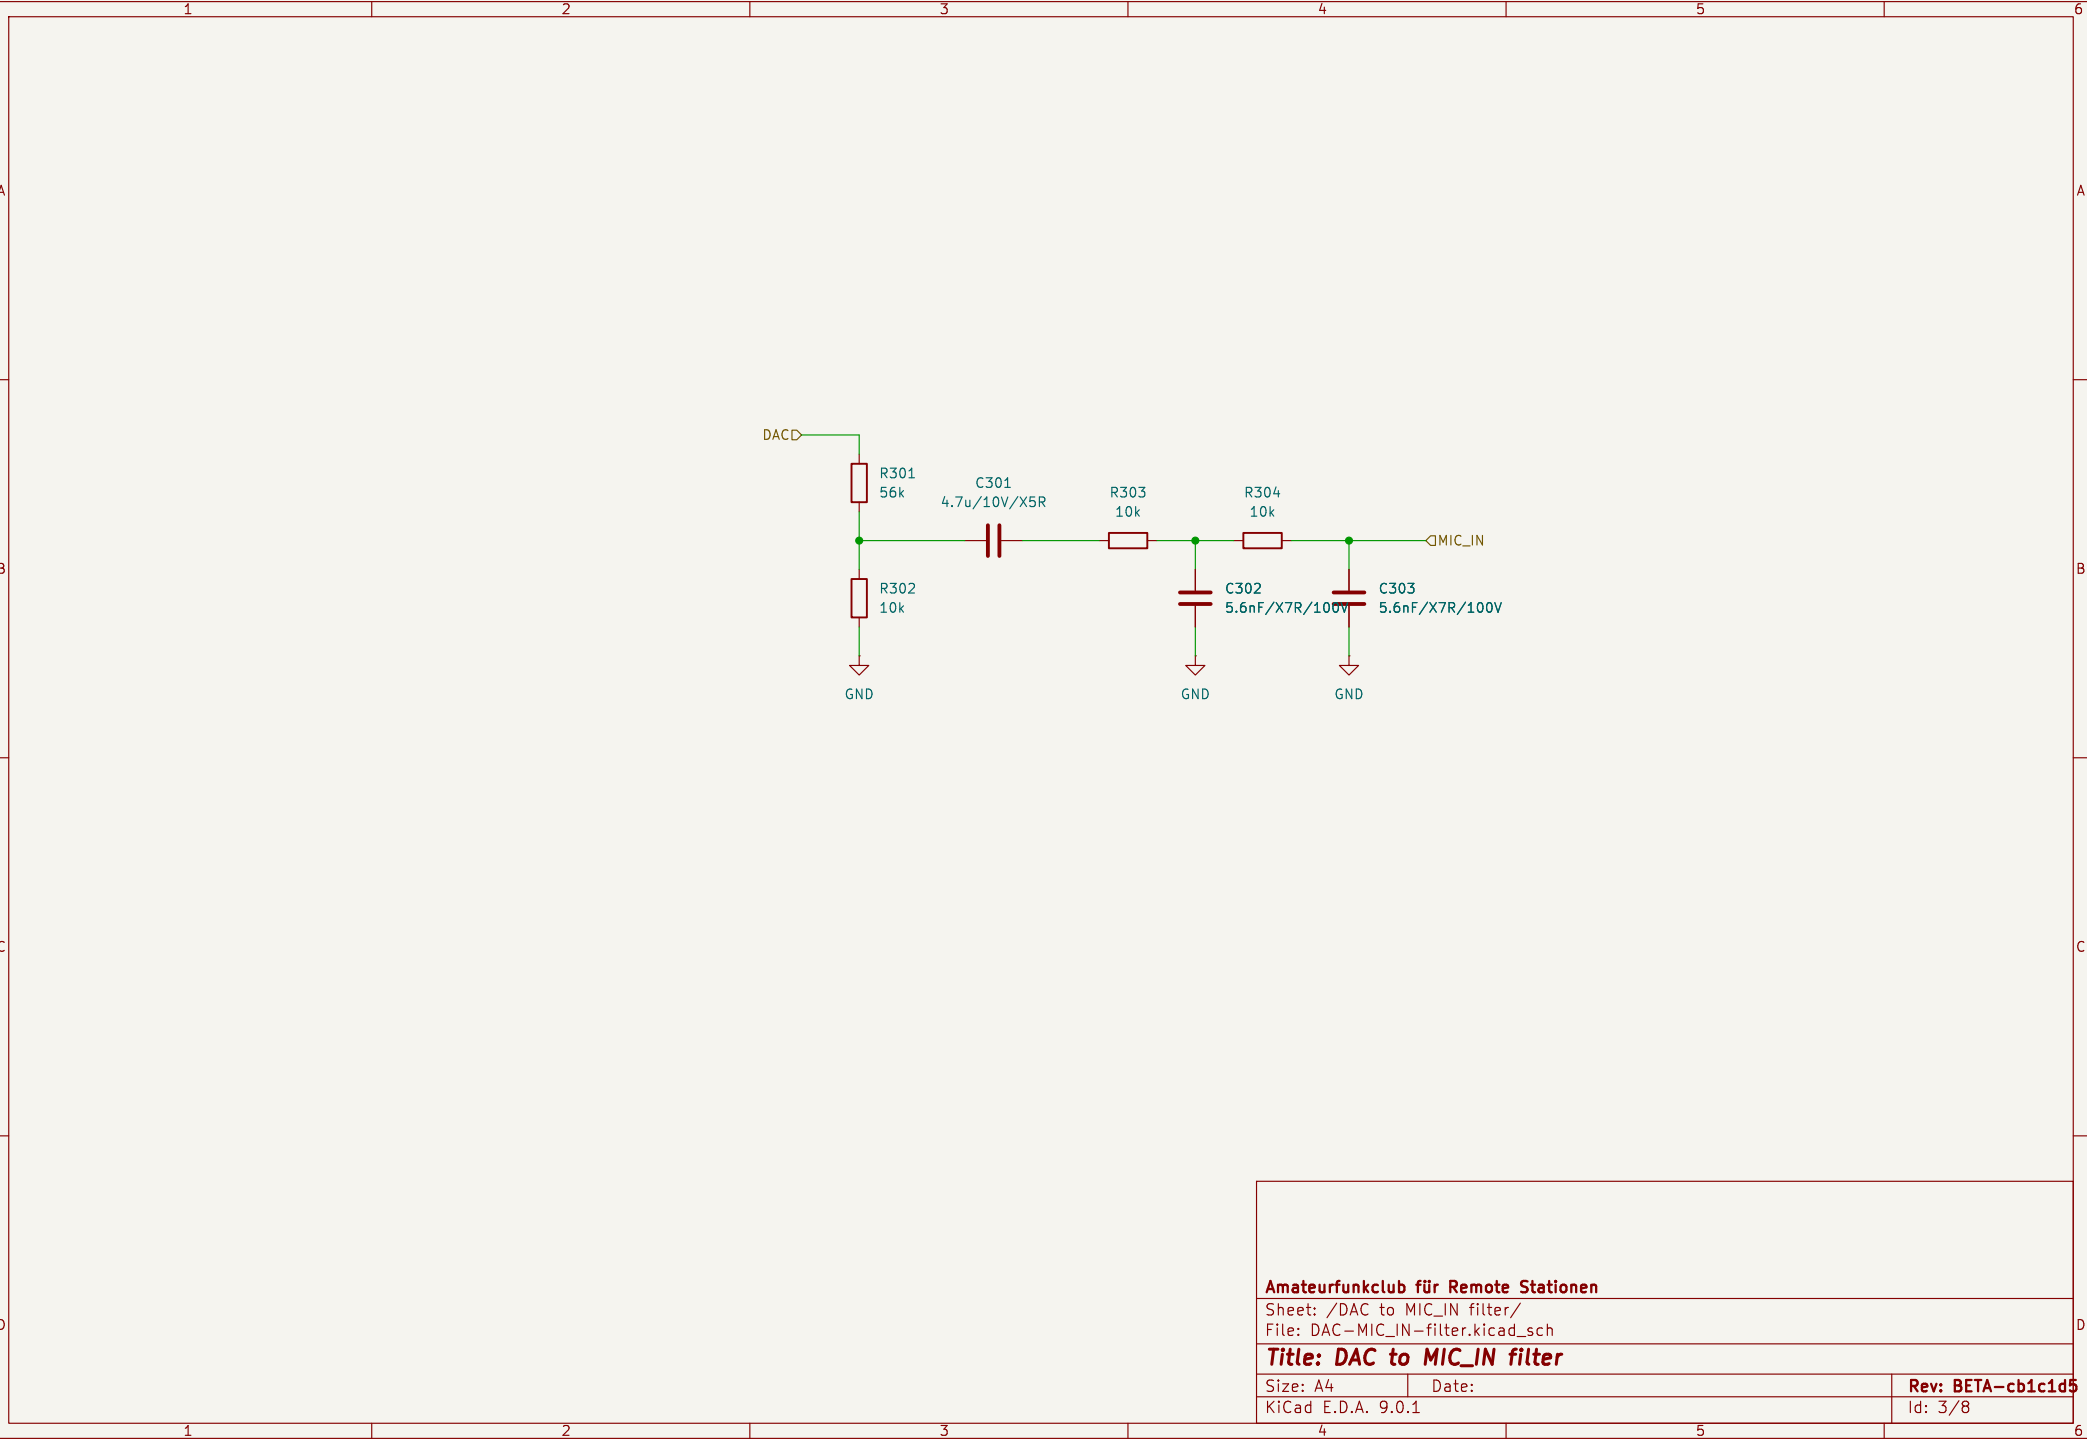 1 2 3 4 5 6
A A
DAC
R301
56k
C301
4.7u/10V/X5R
R303
10k
R304
10k
MIC_IN
B B
R302
10k
C302
5.6nF/X7R/100V
C303
5.6nF/X7R/100V
GND GND GND
C C
Amateurfunkclub für Remote Stationen
Sheet: /DAC to MIC_IN filter/
File: DAC-MIC_IN-filter.kicad_sch
D D
Title: DAC to MIC_IN filter
Size: A4 Date: Rev: BETA-cb1c1d5
KiCad E.D.A. 9.0.1 Id: 3/8
1 2 3 4 5 6